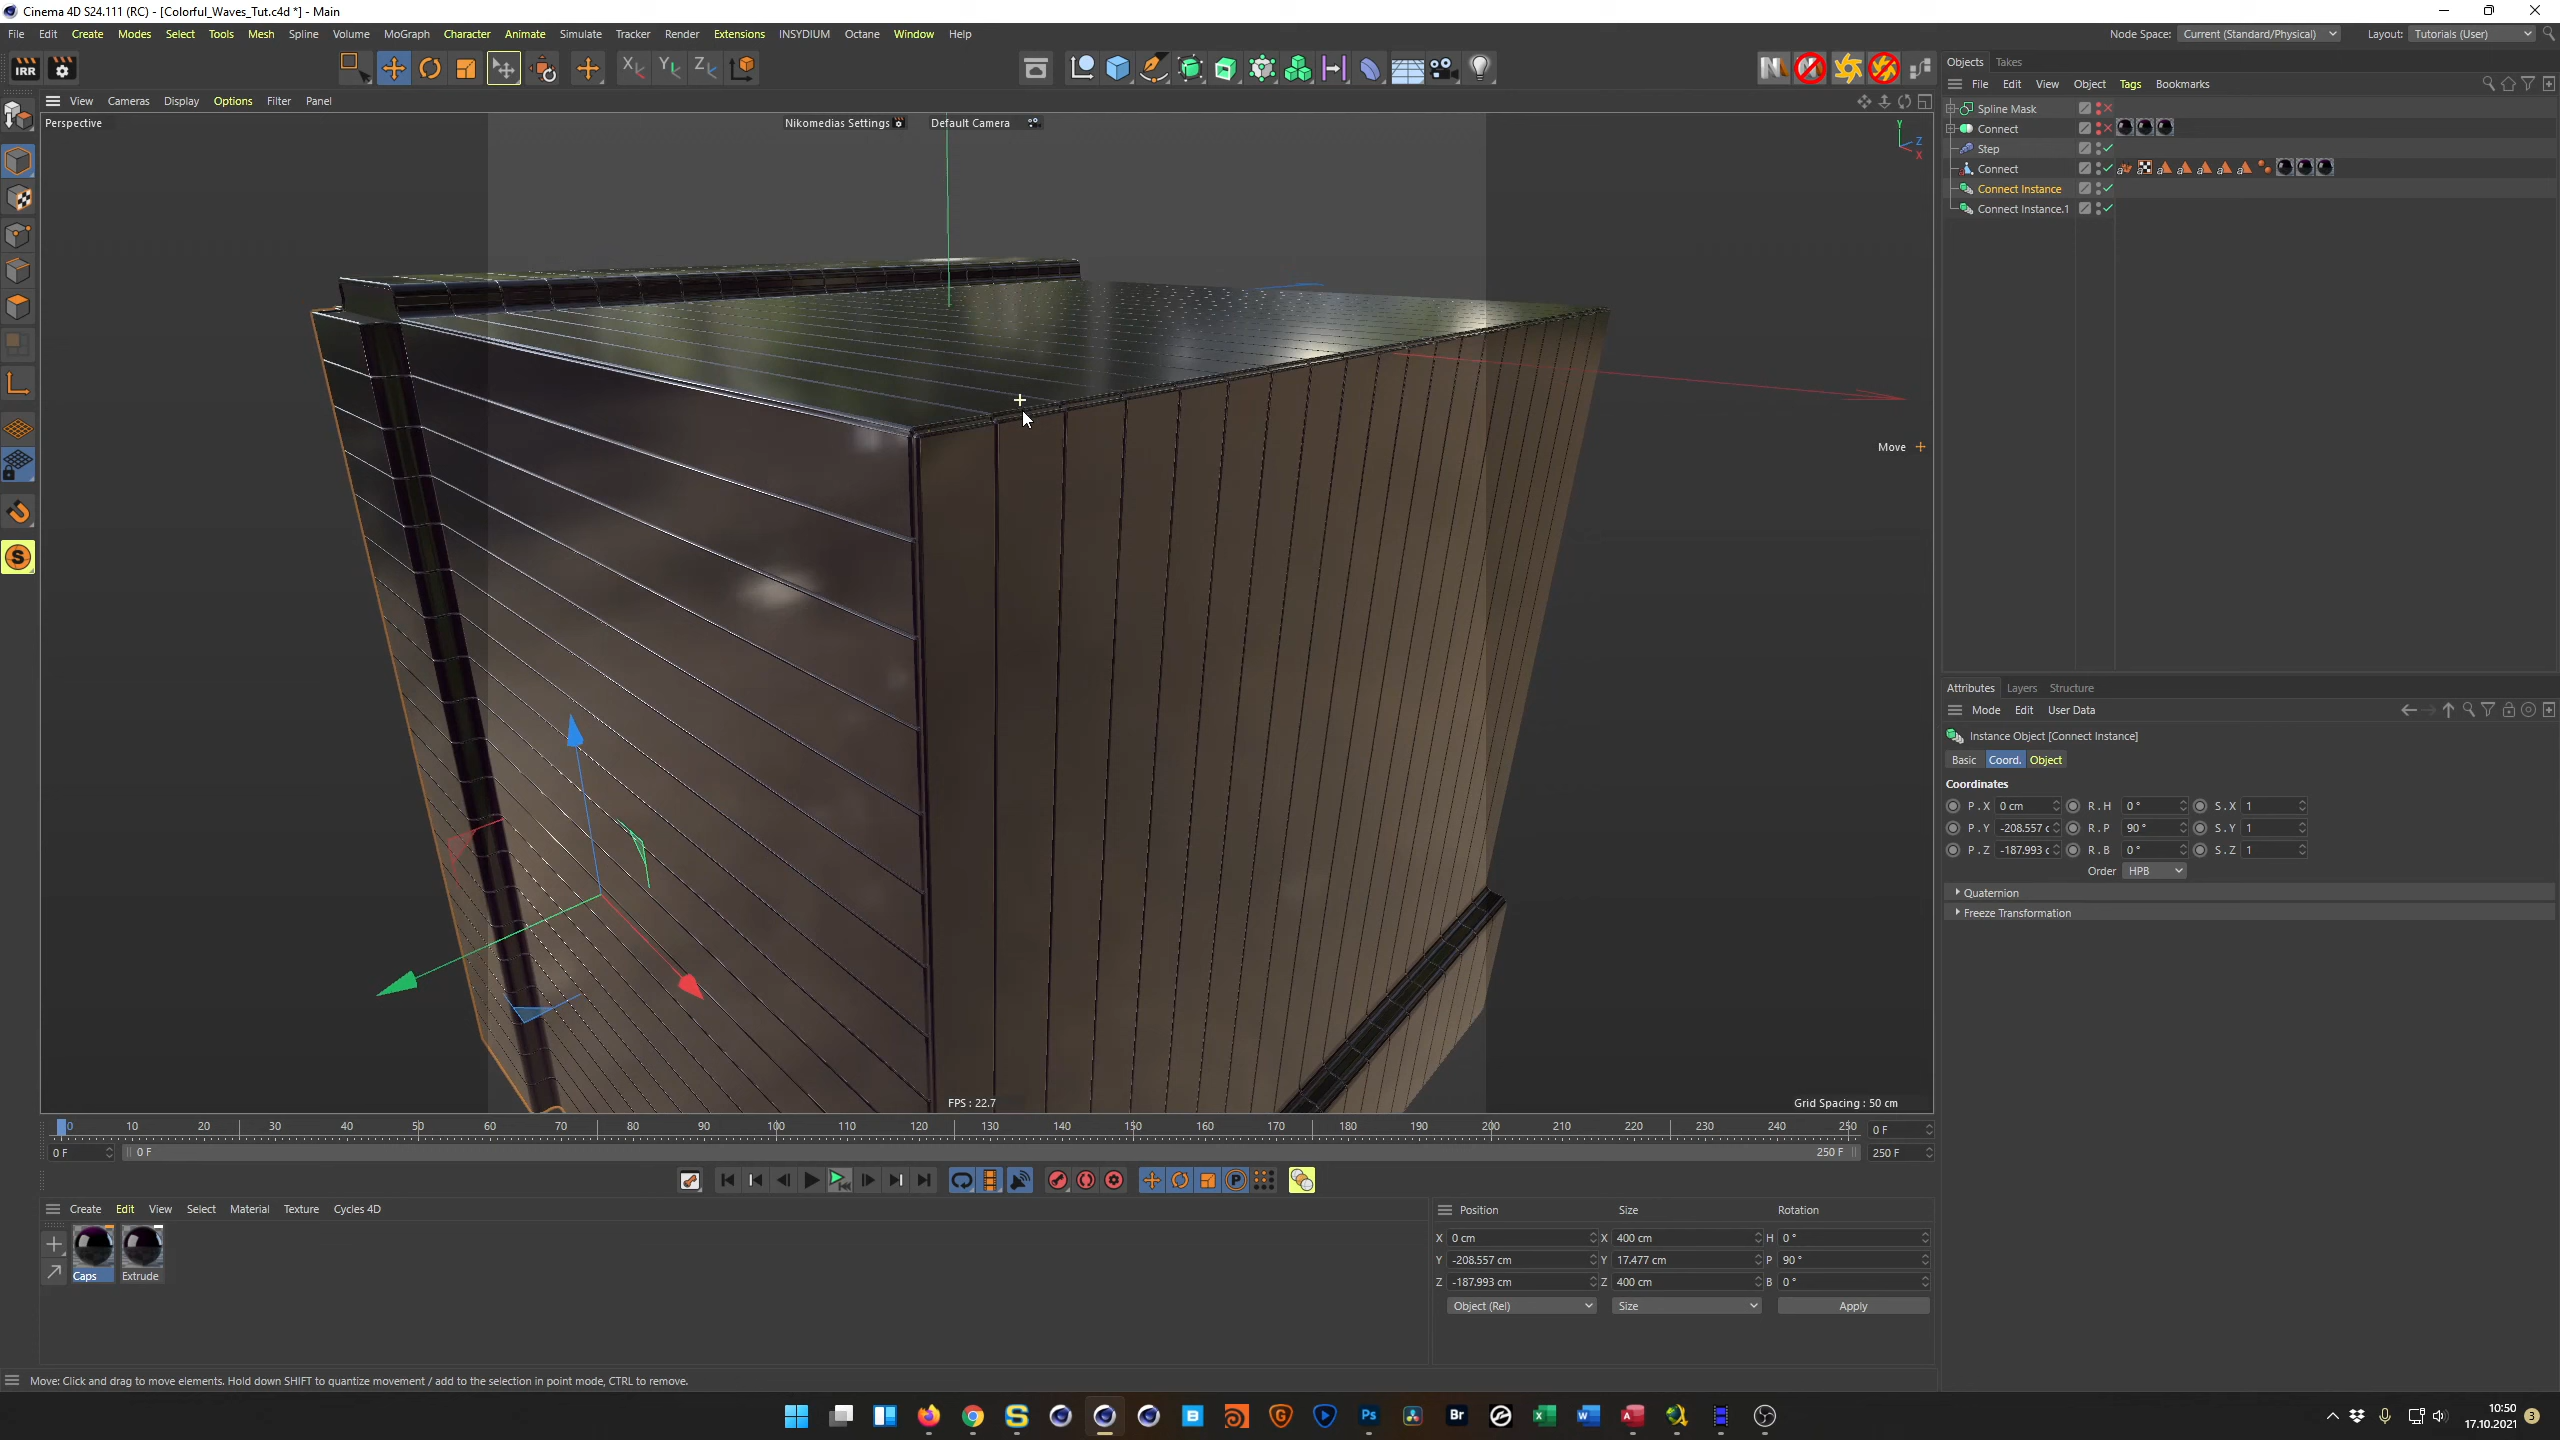 Cinema 4D S24.111 (RC) - [Colorful_Waves_Tut.c4d *] - Main
File Edit Create Modes Select Tools Mesh Spline Volume MoGraph Character Animate Simulate Tracker Render Extensions INSYDIUM Octane Window Help
Node Space: Current (Standard/Physical) Layout: Tutorials (User)
IRR
X Y Z
Objects Takes
File Edit View Object Tags Bookmarks
View Cameras Display Options Filter Panel
Perspective
Nikomedias Settings
Default Camera
Y
Z
X
Spline Mask
Connect
Step
Connect
Connect Instance
Connect Instance.1
Move
S
Attributes Layers Structure
Mode Edit User Data
Instance Object [Connect Instance]
Basic Coord. Object
Coordinates
P . X 0 cm R . H 0 ° S . X 1
P . Y -208.557 c R . P 90 ° S . Y 1
P . Z -187.993 c R . B 0 ° S . Z 1
Order HPB
Quaternion
Freeze Transformation
FPS : 22.7
Grid Spacing : 50 cm
0 10 20 30 40 50 60 70 80 90 100 110 120 130 140 150 160 170 180 190 200 210 220 230 240 250 0 F
0 F 0 F 250 F 250 F
P
Create Edit View Select Material Texture Cycles 4D
Caps Extrude
Position Size Rotation
X 0 cm X 400 cm H 0 °
Y -208.557 cm Y 17.477 cm P 90 °
Z -187.993 cm Z 400 cm B 0 °
Object (Rel) Size Apply
Move: Click and drag to move elements. Hold down SHIFT to quantize movement / add to the selection in point mode, CTRL to remove.
Ps
Br
10:50
17.10.2021
3